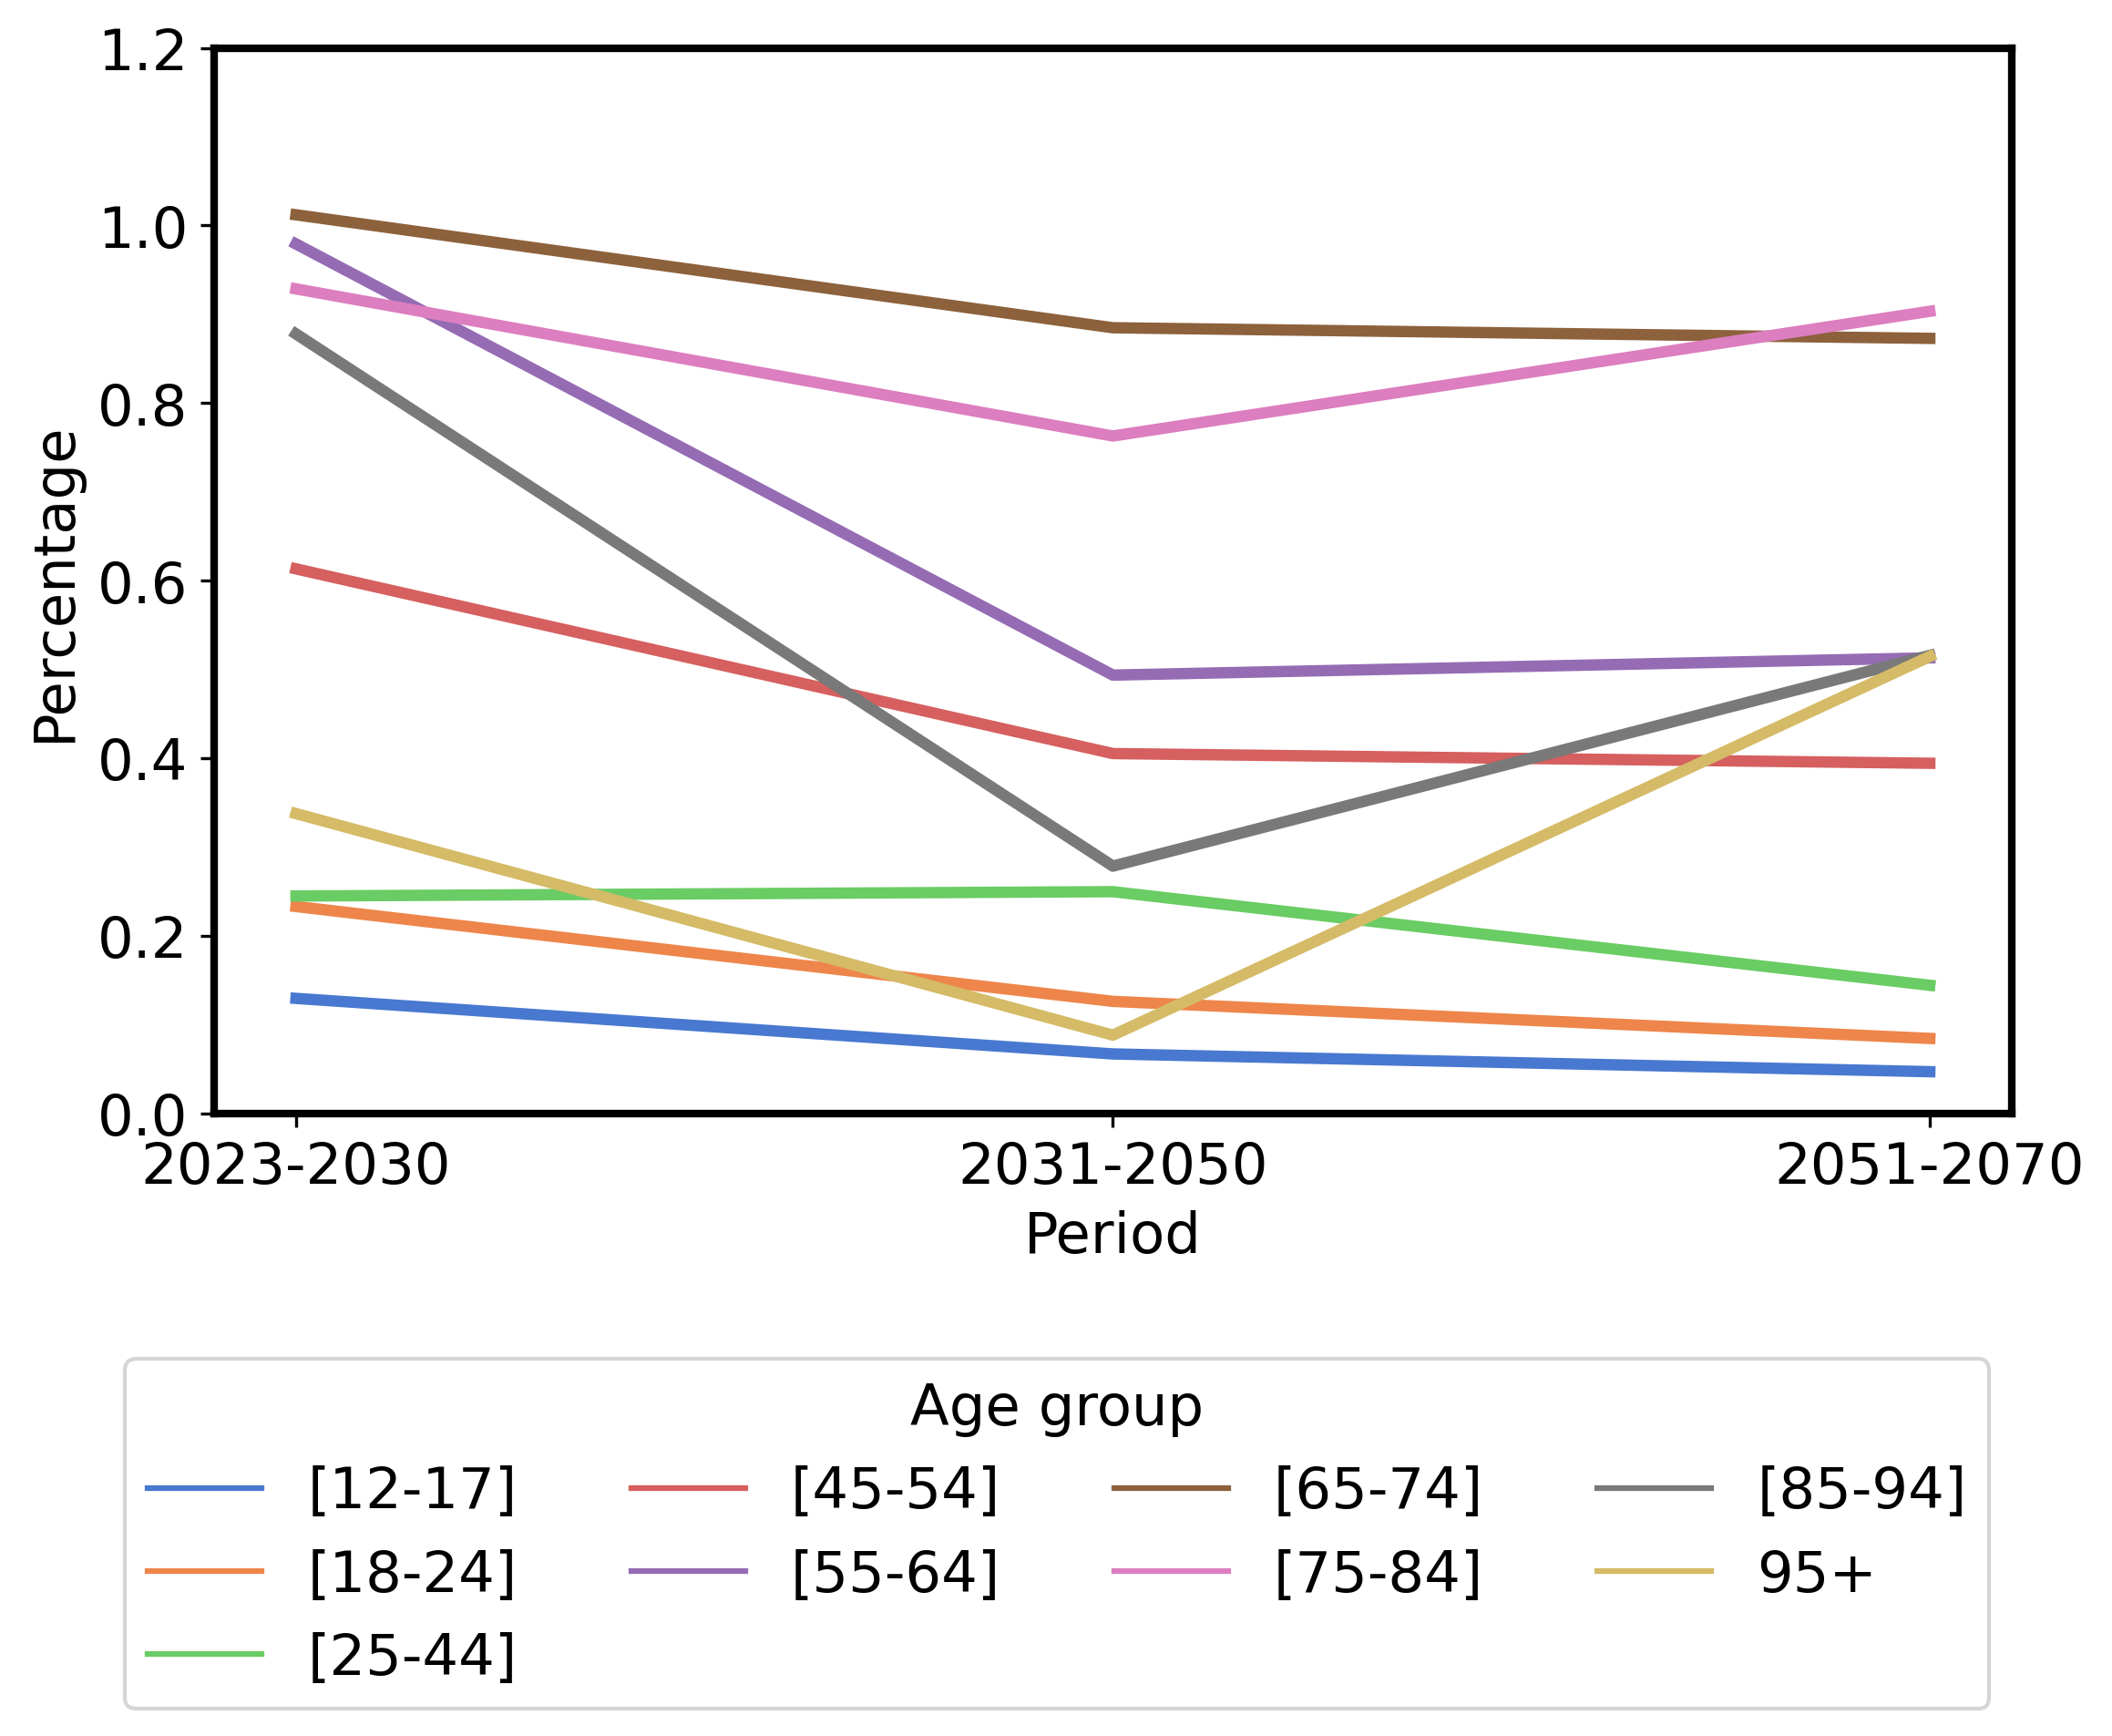 1.2
1.0
0.8
0.6
0.4
0.2
0.0
Percentage
2023-2030 2031-2050 2051-2070
Period
Age group
[12-17] [45-54] [65-74] [85-94]
[18-24] [55-64] [75-84] 95+
[25-44]